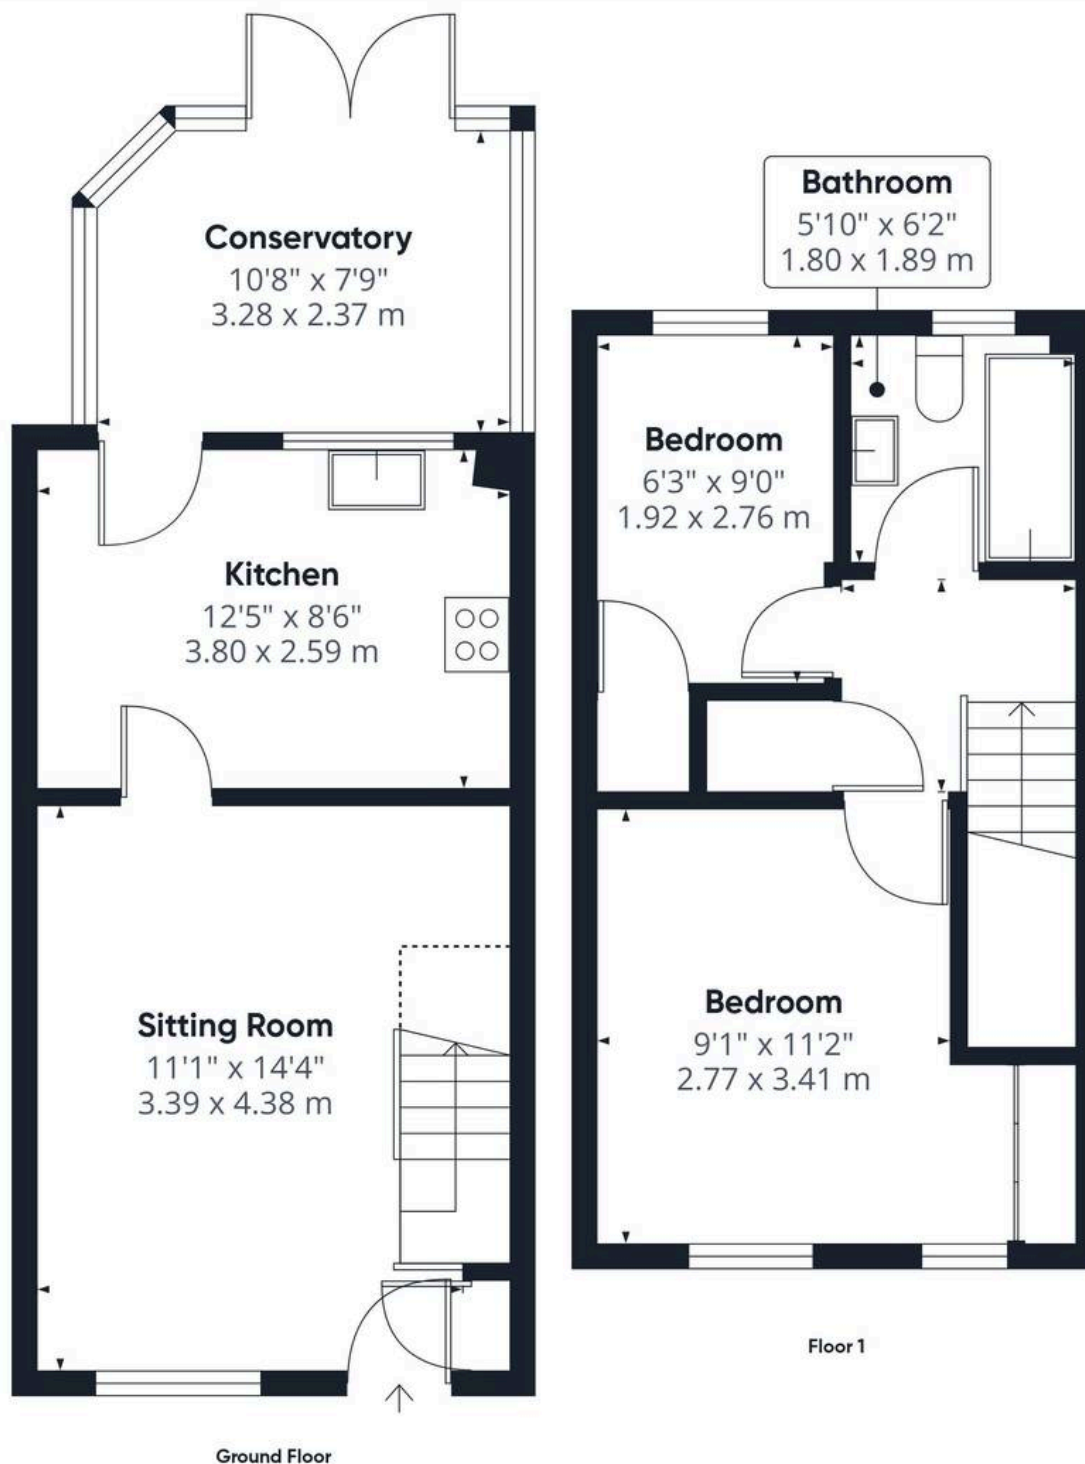 Conservatory
10'8" x 7'9"
3.28 x 2.37 m
Kitchen
12'5" x 8'6"
3.80 x 2.59 m
Sitting Room
11'1" x 14'4"
3.39 x 4.38 m
Ground Floor
Bathroom
5'10" x 6'2"
1.80 x 1.89 m
Bedroom
6'3" x 9'0"
1.92 x 2.76 m
Bedroom
9'1" x 11'2"
2.77 x 3.41 m
Floor 1